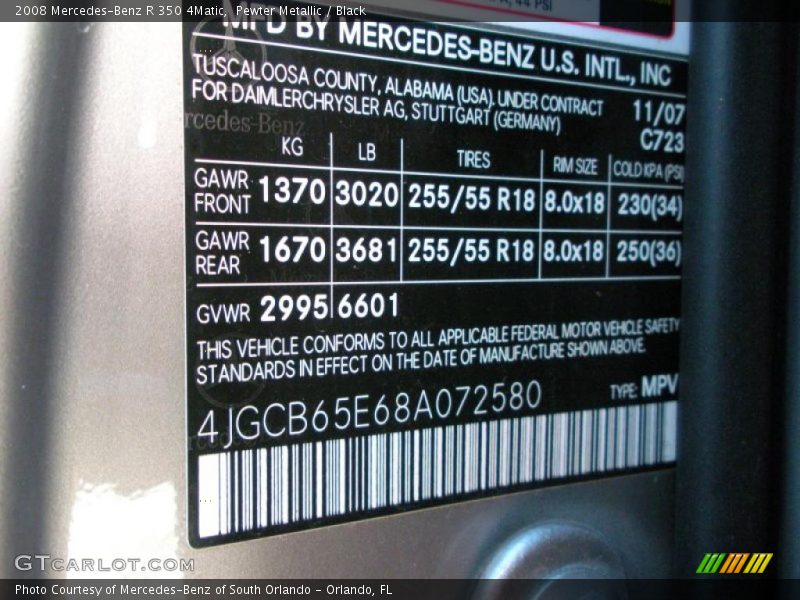 2008 Mercedes-Benz R 350 4Matic, Pewter Metallic / Black
44 PSI
MFD BY MERCEDES-BENZ U.S. INTL., INC
TUSCALOOSA COUNTY, ALABAMA (USA). UNDER CONTRACT
FOR DAIMLERCHRYSLER AG, STUTTGART (GERMANY)
11/07
C723
KG LB TIRES RIM SIZE COLD KPA (PSI)
GAWR FRONT 1370 3020 255/55 R18 8.0x18 230(34)
GAWR REAR 1670 3681 255/55 R18 8.0x18 250(36)
GVWR 2995 6601
THIS VEHICLE CONFORMS TO ALL APPLICABLE FEDERAL MOTOR VEHICLE SAFETY
STANDARDS IN EFFECT ON THE DATE OF MANUFACTURE SHOWN ABOVE.
4JGCB65E68A072580 TYPE: MPV
GTCARLOT.COM
Photo Courtesy of Mercedes-Benz of South Orlando - Orlando, FL